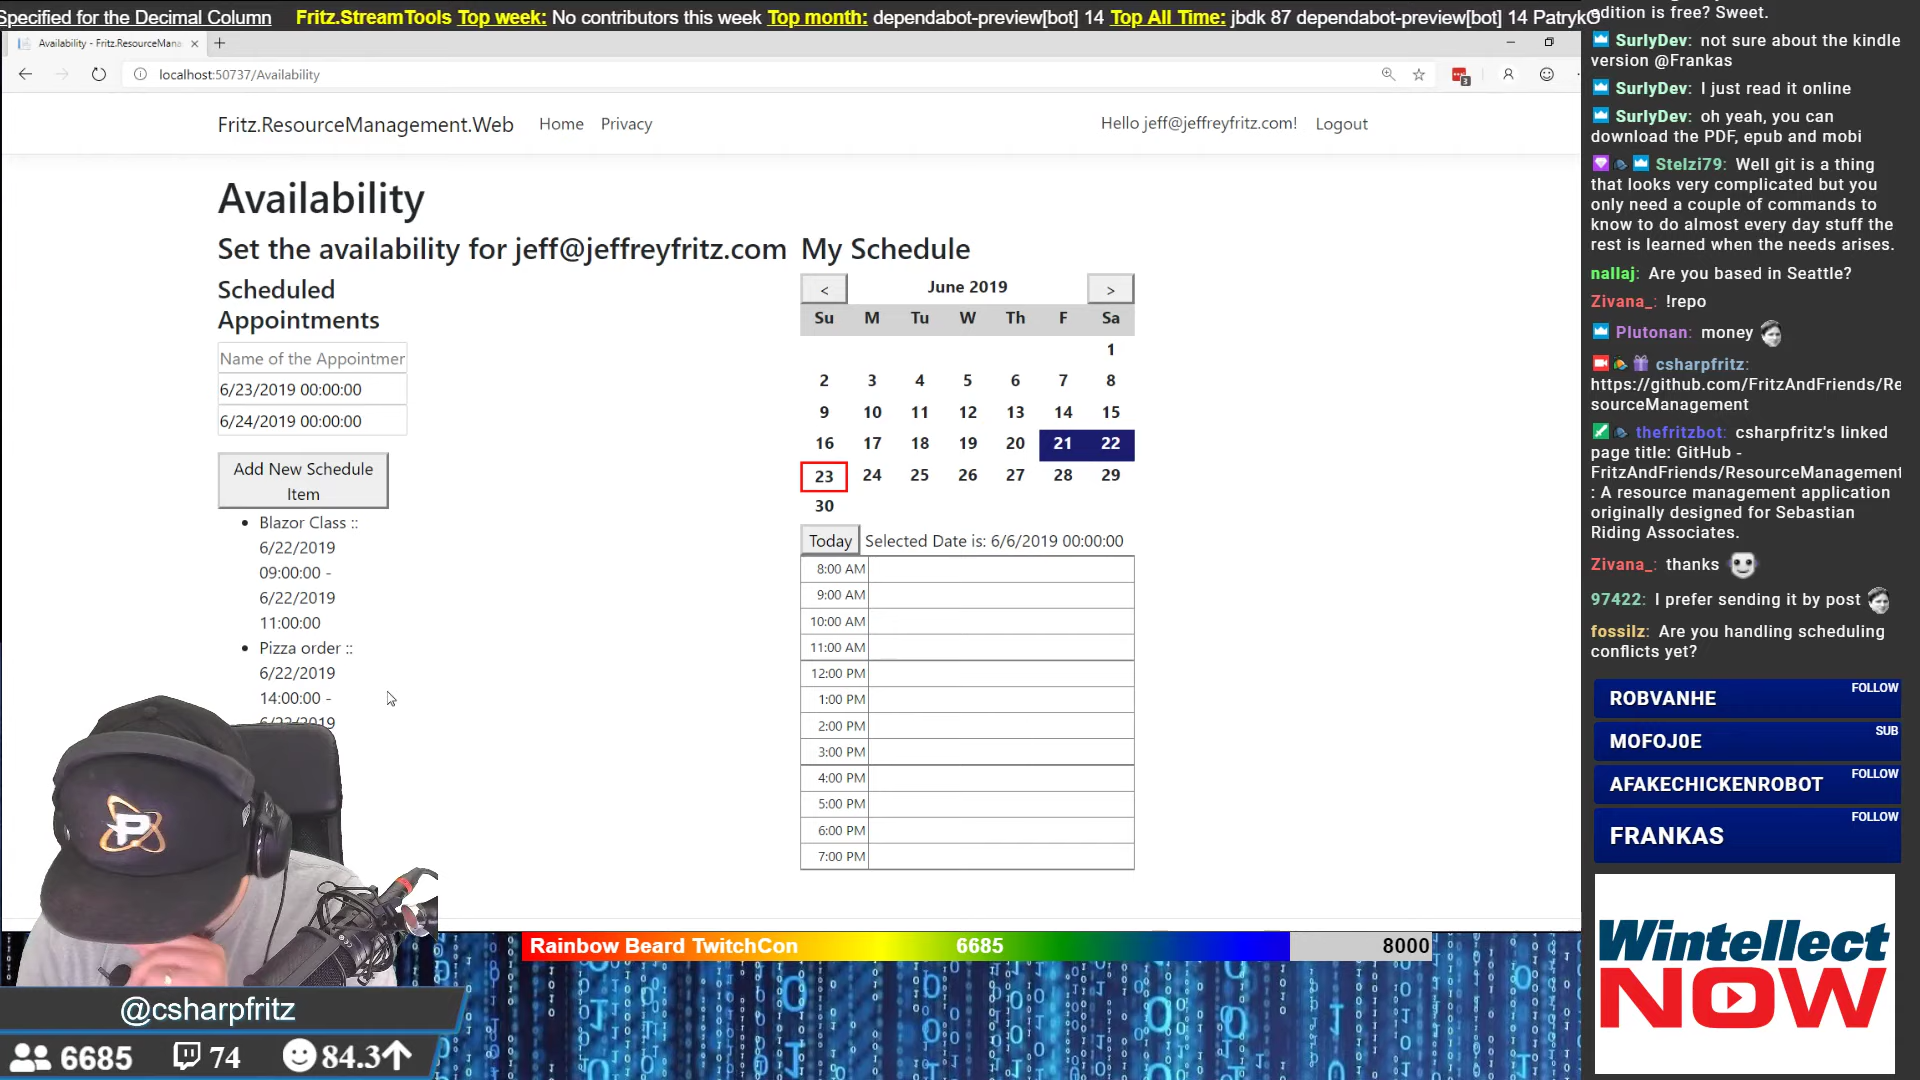 Specified for the Decimal Column Fritz.StreamTools Top week: No contributors this week Top month: dependabot-preview[bot] 14 Top All Time: jbdk 87 dependabot-preview[bot] 14
Availability - Fritz.ResourceMana
localhost:50737/Availability
Fritz.ResourceManagement.Web Home Privacy Hello jeff@jeffreyfritz.com! Logout
Availability
Set the availability for jeff@jeffreyfritz.com
Scheduled
Appointments
Name of the Appointmer
6/23/2019 00:00:00
6/24/2019 00:00:00
Add New Schedule
Item
• Blazor Class ::
6/22/2019
09:00:00 -
6/22/2019
11:00:00
• Pizza order ::
6/22/2019
14:00:00 -
6/22/2019
My Schedule
< June 2019 >
Su M Tu W Th F Sa
1
2 3 4 5 6 7 8
9 10 11 12 13 14 15
16 17 18 19 20 21 22
23 24 25 26 27 28 29
30
Today Selected Date is: 6/6/2019 00:00:00
8:00 AM
9:00 AM
10:00 AM
11:00 AM
12:00 PM
1:00 PM
2:00 PM
3:00 PM
4:00 PM
5:00 PM
6:00 PM
7:00 PM
edition is free? Sweet.
SurlyDev: not sure about the kindle
version @Frankas
SurlyDev: I just read it online
SurlyDev: oh yeah, you can
download the PDF, epub and mobi
Stelzi79: Well git is a thing
that looks very complicated but you
only need a couple of commands to
know to do almost every day stuff the
rest is learned when the needs arises.
nallaj: Are you based in Seattle?
Zivana_: !repo
Plutonan: money
csharpfritz:
https://github.com/FritzAndFriends/Re
sourceManagement
thefritzbot: csharpfritz's linked
page title: GitHub -
FritzAndFriends/ResourceManagement
: A resource management application
originally designed for Sebastian
Riding Associates.
Zivana_: thanks
97422: I prefer sending it by post
fossilz: Are you handling scheduling
conflicts yet?
ROBVANHE FOLLOW
MOFOJ0E SUB
AFAKECHICKENROBOT FOLLOW
FRANKAS FOLLOW
Wintellect
NOW
Rainbow Beard TwitchCon 6685 8000
P
@csharpfritz
6685 74 84.3